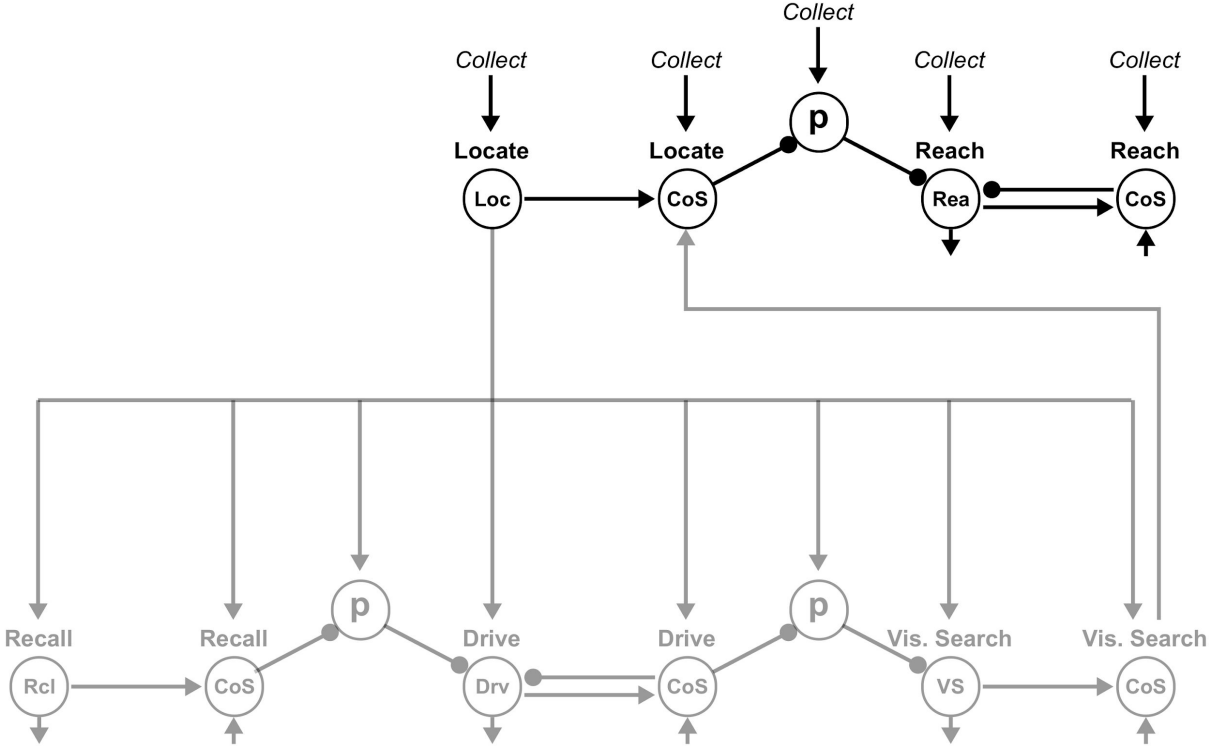 Collect
Collect Collect Collect Collect
p
Locate Locate Reach Reach
Loc CoS Rea CoS
p p
Recall Recall Drive Drive Vis. Search Vis. Search
Rcl CoS Drv CoS VS CoS